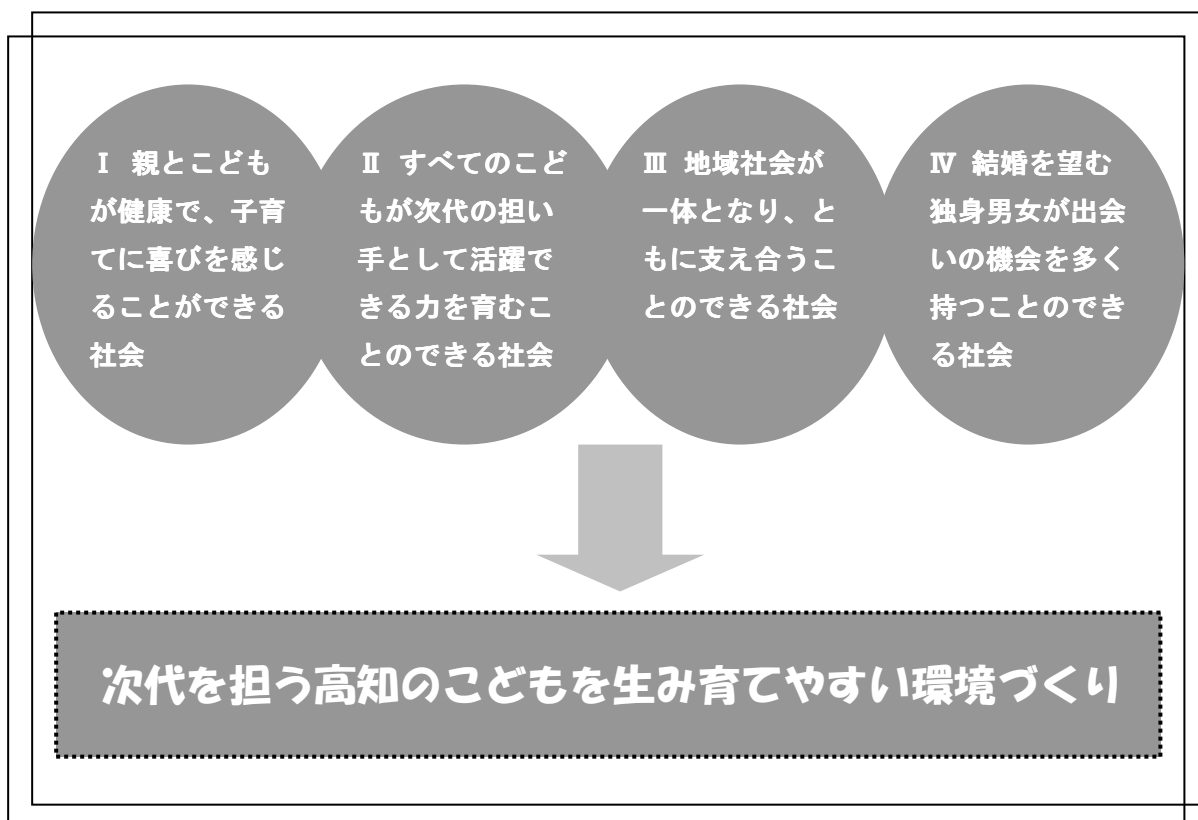 Ⅰ 親とこども
が健康で、子育
てに喜びを感じ
ることができる
社会
Ⅱ すべてのこど
もが次代の担い
手として活躍で
きる力を育むこ
とのできる社会
Ⅲ 地域社会が
一体となり、と
もに支え合うこ
とのできる社会
Ⅳ 結婚を望む
独身男女が出会
いの機会を多く
持つことのでき
る社会
次代を担う高知のこどもを生み育てやすい環境づくり